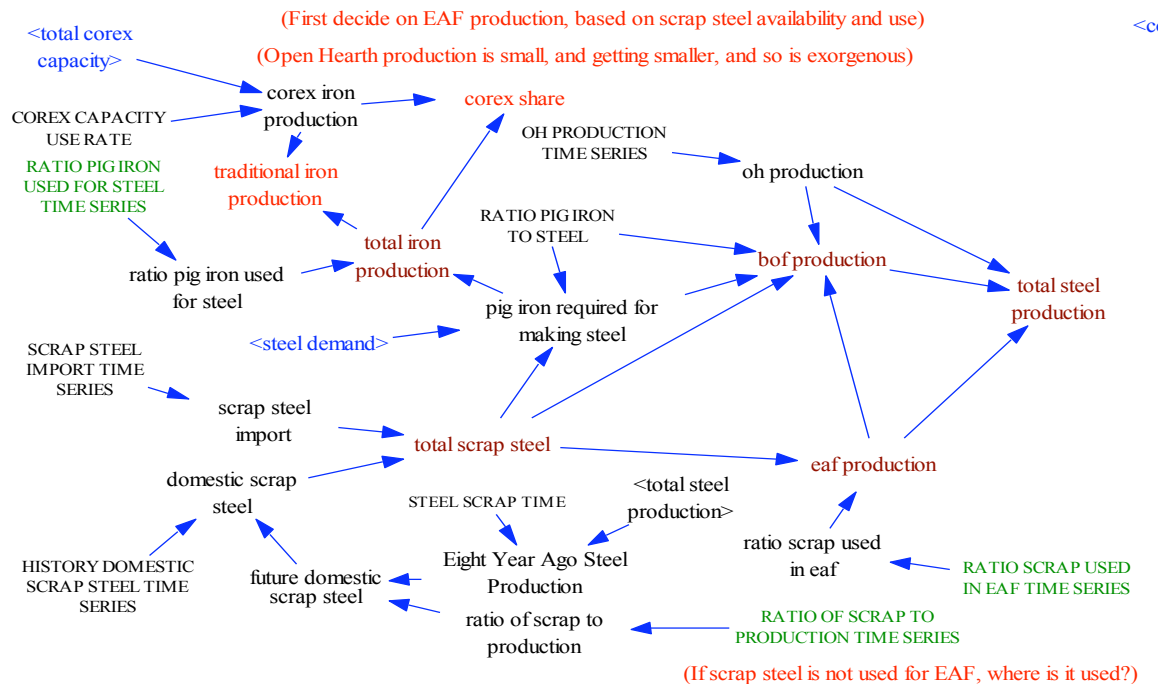 (First decide on EAF production, based on scrap steel availability and use)
<total corex
capacity>
(Open Hearth production is small, and getting smaller, and so is exorgenous)
corex iron
production
corex share
COREX CAPACITY
USE RATE
OH PRODUCTION
TIME SERIES
RATIO PIG IRON
USED FOR STEEL
TIME SERIES
traditional iron
production
oh production
RATIO PIG IRON
TO STEEL
total iron
production
bof production
ratio pig iron used
for steel
total steel
production
pig iron required for
making steel
<steel demand>
SCRAP STEEL
IMPORT TIME
SERIES
scrap steel
import
total scrap steel
eaf production
domestic scrap
steel
STEEL SCRAP TIME
<total steel
production>
ratio scrap used
in eaf
HISTORY DOMESTIC
SCRAP STEEL TIME
SERIES
future domestic
scrap steel
Eight Year Ago Steel
Production
RATIO SCRAP USED
IN EAF TIME SERIES
ratio of scrap to
production
RATIO OF SCRAP TO
PRODUCTION TIME SERIES
(If scrap steel is not used for EAF, where is it used?)